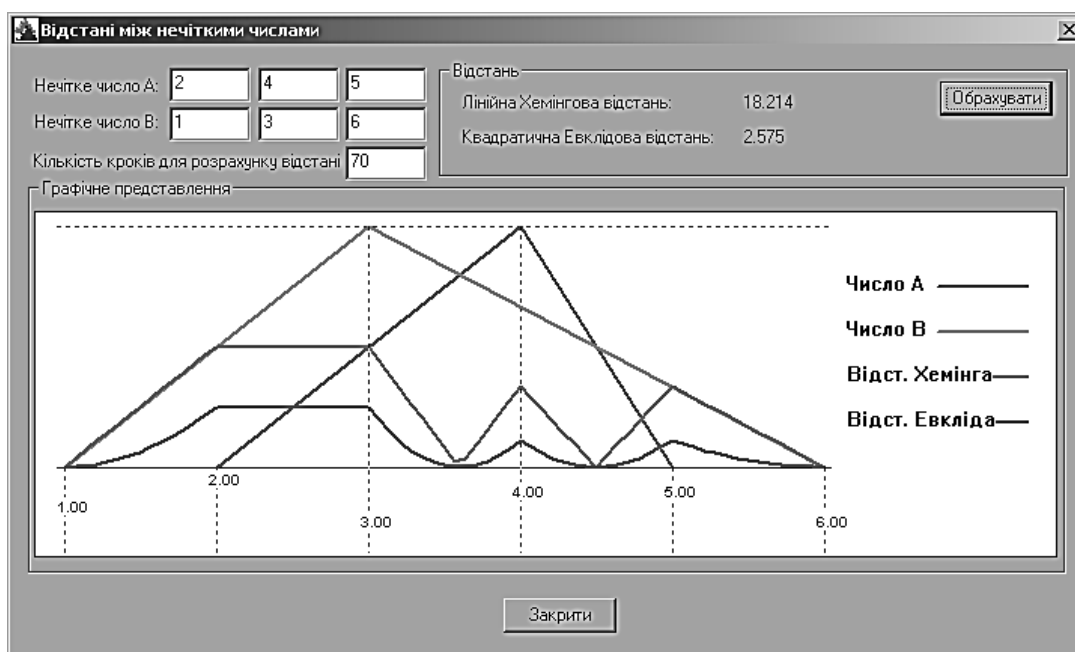 Відстані між нечіткими числами
Нечітке число А: 2 4 5
Нечітке число В: 1 3 6
Кількість кроків для розрахунку відстані 70
Відстань
Лінійна Хемінгова відстань: 18.214
Квадратична Евклідова відстань: 2.575
Обрахувати
Графічне представлення
Число А
Число В
Відст. Хемінга
Відст. Евкліда
1.00
2.00
3.00
4.00
5.00
6.00
Закрити